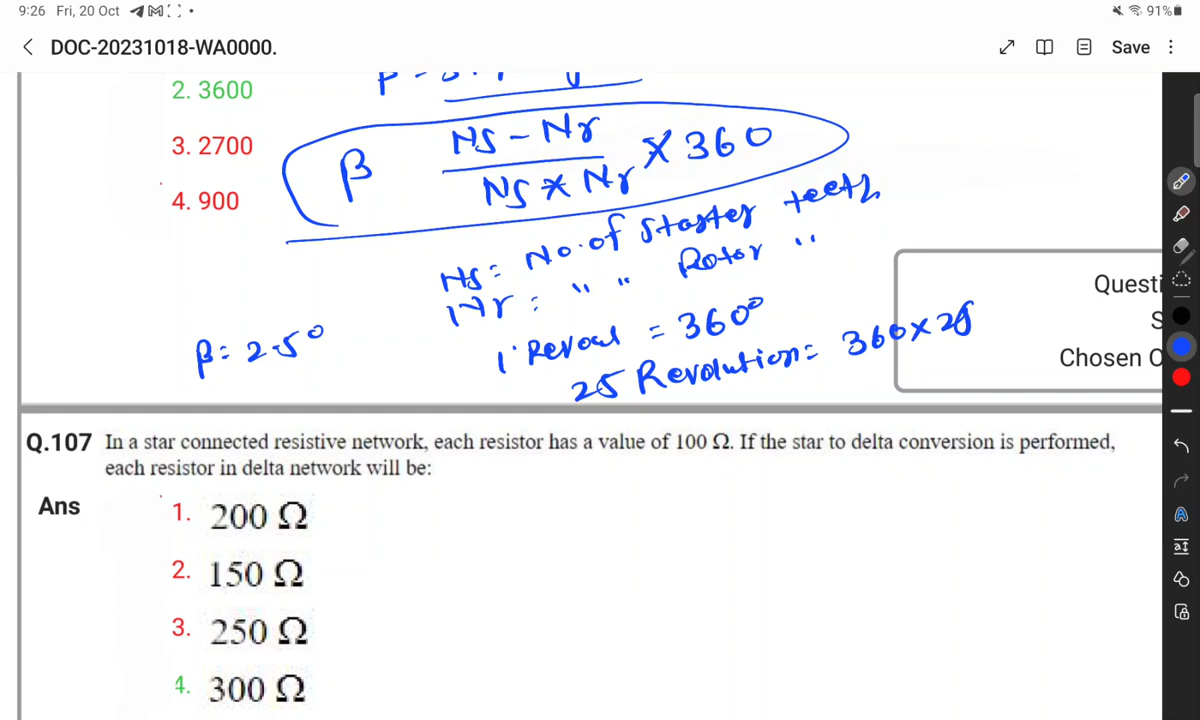 9:26 Fri, 20 Oct
91%
DOC-20231018-WA0000.
Save
2. 3600
3. 2700
4. 900
β Ns - Nr / Ns * Nr × 360
Ns = No. of Stater teeth
Nr = " " Rotor "
β = 2.5°
1 Revoul = 360°
25 Revolution = 360 × 25
Questi
S
Chosen O
Q.107 In a star connected resistive network, each resistor has a value of 100 Ω. If the star to delta conversion is performed,
each resistor in delta network will be:
Ans
1. 200 Ω
2. 150 Ω
3. 250 Ω
4. 300 Ω